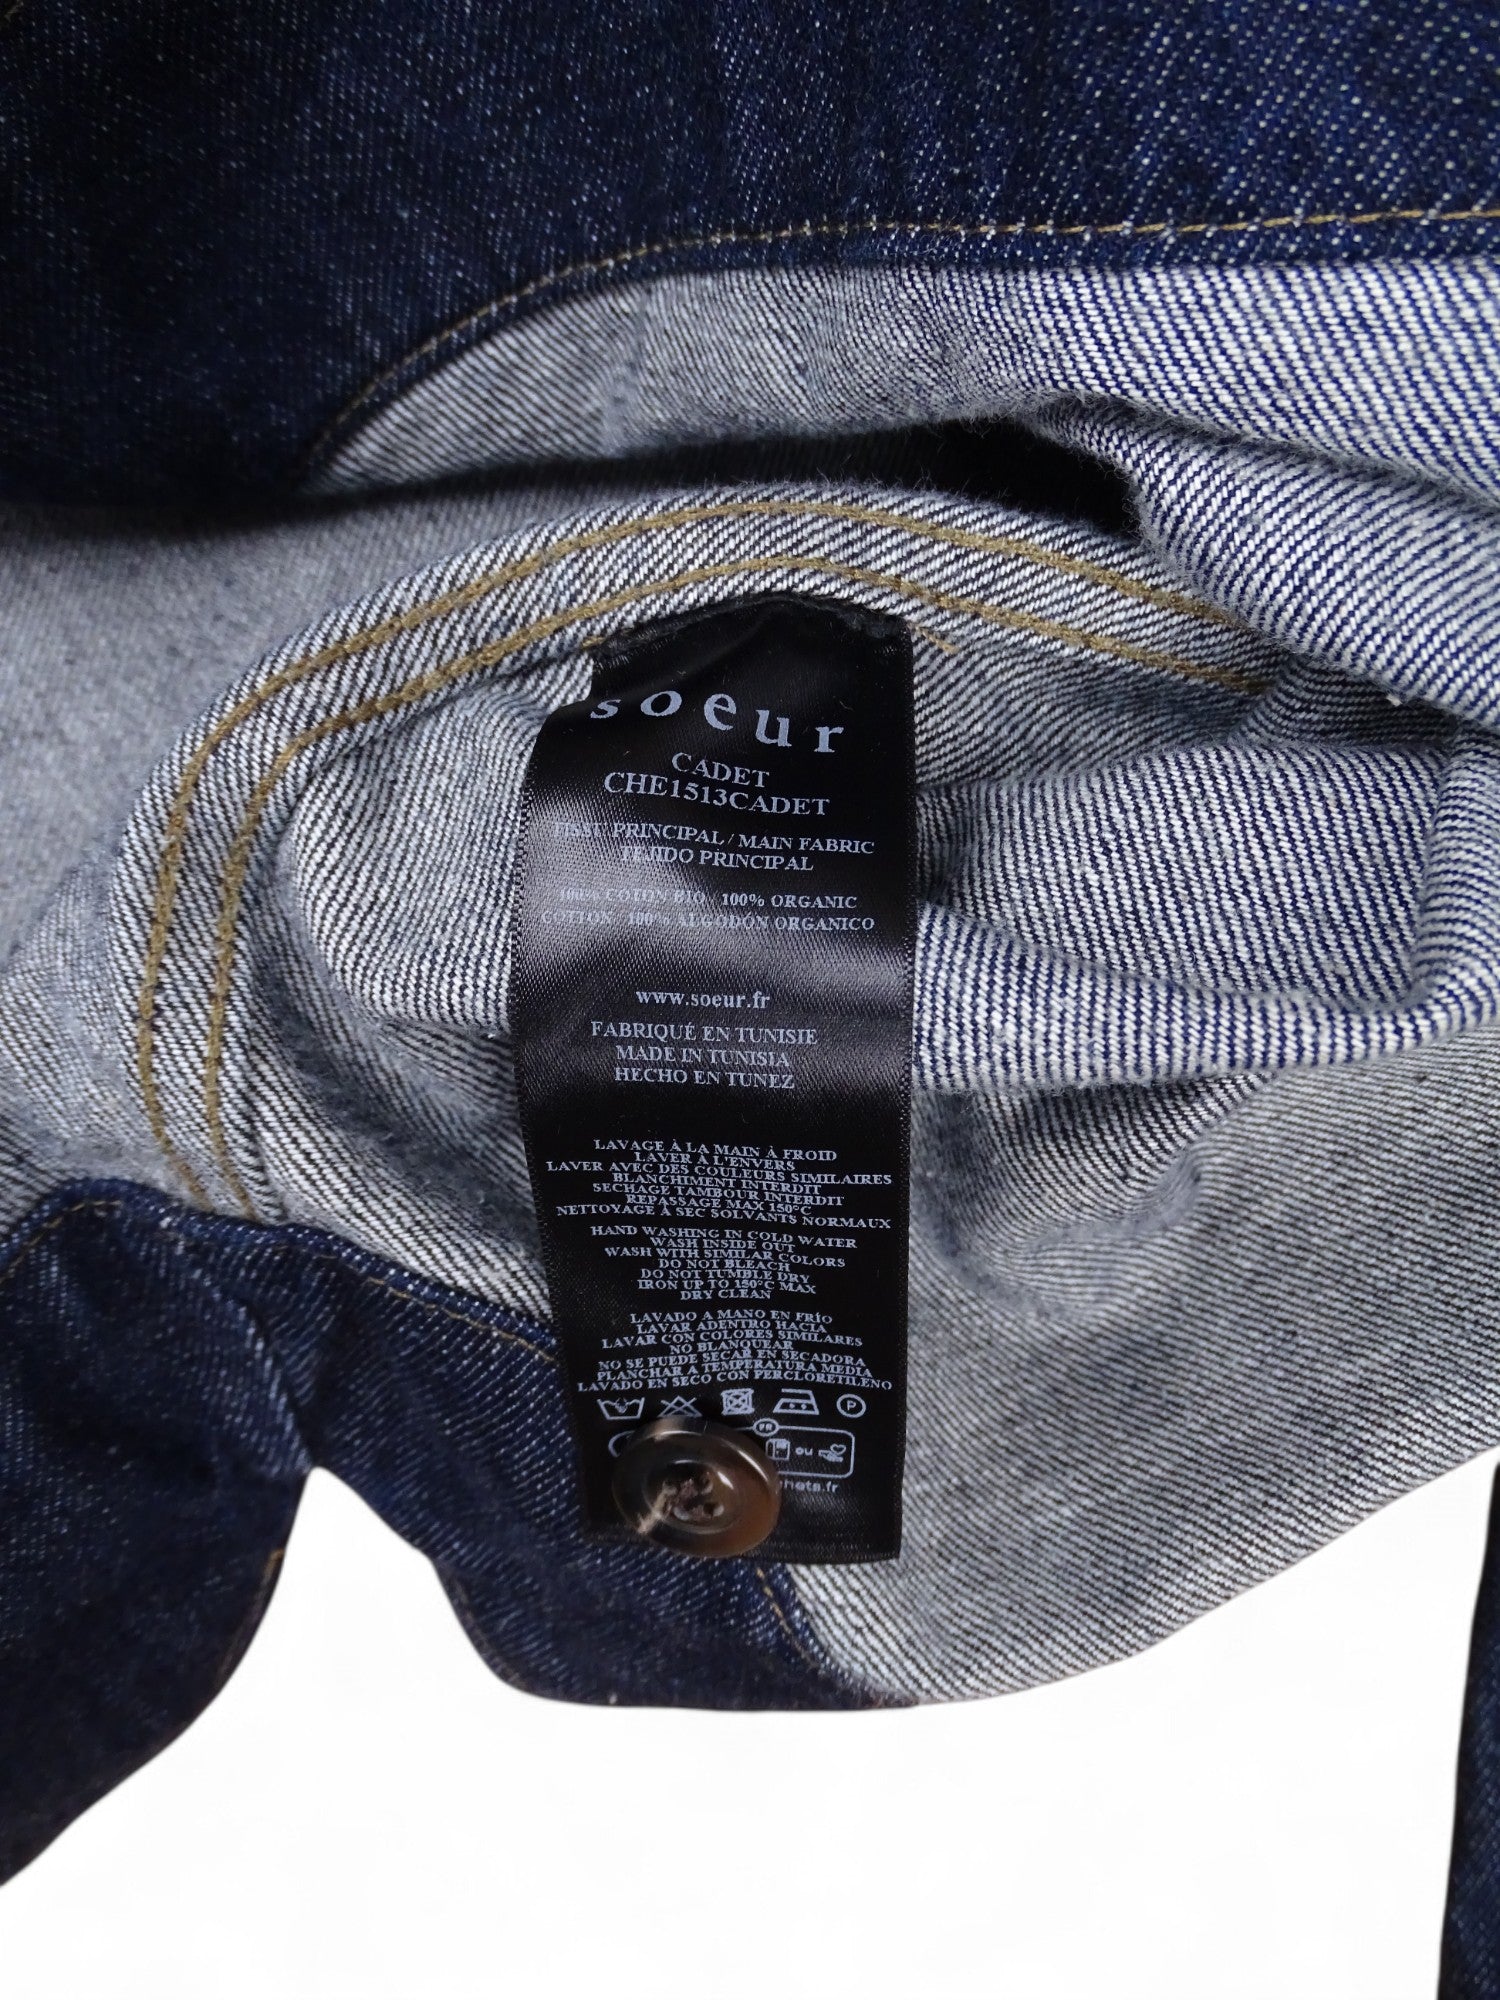 soeur
CADET
CHE1513CADET
TISSU PRINCIPAL / MAIN FABRIC
TEJIDO PRINCIPAL
100% COTON BIO 100% ORGANIC
COTTON 100% ALGODÓN ORGANICO
www.soeur.fr
FABRIQUÉ EN TUNISIE
MADE IN TUNISIA
HECHO EN TUNEZ
LAVAGE À LA MAIN À FROID
LAVER À L'ENVERS
LAVER AVEC DES COULEURS SIMILAIRES
BLANCHIMENT INTERDIT
SECHAGE TAMBOUR INTERDIT
REPASSAGE MAX 150°C
NETTOYAGE À SEC SOLVANTS NORMAUX
HAND WASHING IN COLD WATER
WASH INSIDE OUT
WASH WITH SIMILAR COLORS
DO NOT BLEACH
DO NOT TUMBLE DRY
IRON UP TO 150°C MAX
DRY CLEAN
LAVADO A MANO EN FRÍO
LAVAR ADENTRO HACIA
LAVAR CON COLORES SIMILARES
NO BLANQUEAR
NO SE PUEDE SECAR EN SECADORA
PLANCHAR A TEMPERATURA MEDIA
LAVADO EN SECO CON PERCLORETILENO
P
FR
ou
hets.fr